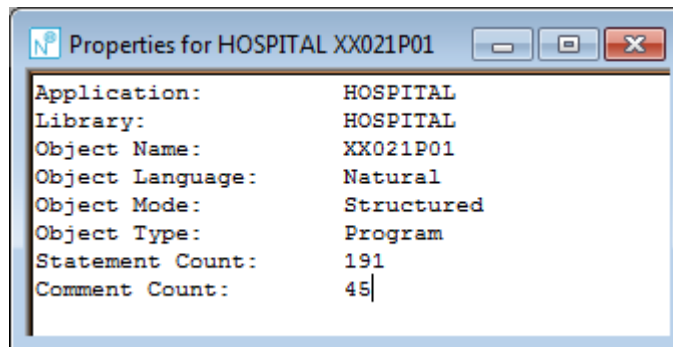 Properties for HOSPITAL XX021P01
Application: HOSPITAL
Library: HOSPITAL
Object Name: XX021P01
Object Language: Natural
Object Mode: Structured
Object Type: Program
Statement Count: 191
Comment Count: 45